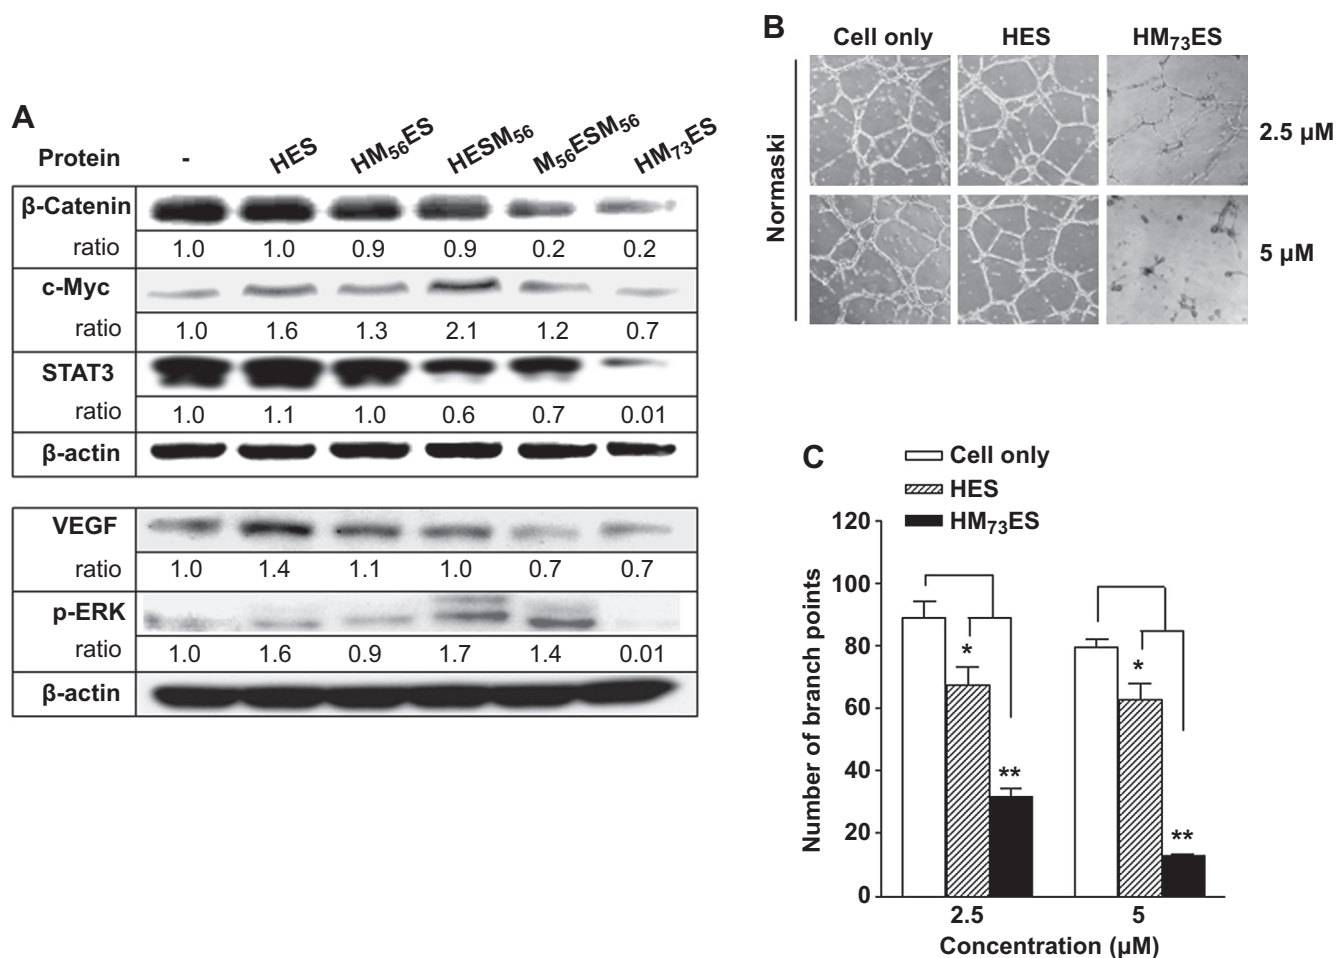 A
Protein - HES HM₅₆ES HESM₅₆ M₅₆ESM₅₆ HM₇₃ES
β-Catenin
ratio 1.0 1.0 0.9 0.9 0.2 0.2
c-Myc
ratio 1.0 1.6 1.3 2.1 1.2 0.7
STAT3
ratio 1.0 1.1 1.0 0.6 0.7 0.01
β-actin
VEGF
ratio 1.0 1.4 1.1 1.0 0.7 0.7
p-ERK
ratio 1.0 1.6 0.9 1.7 1.4 0.01
β-actin
B
Cell only HES HM₇₃ES
Normaski
2.5 µM
5 µM
C
Cell only
HES
HM₇₃ES
Number of branch points
120
100
80
60
40
20
0
* **
* **
2.5 5
Concentration (µM)